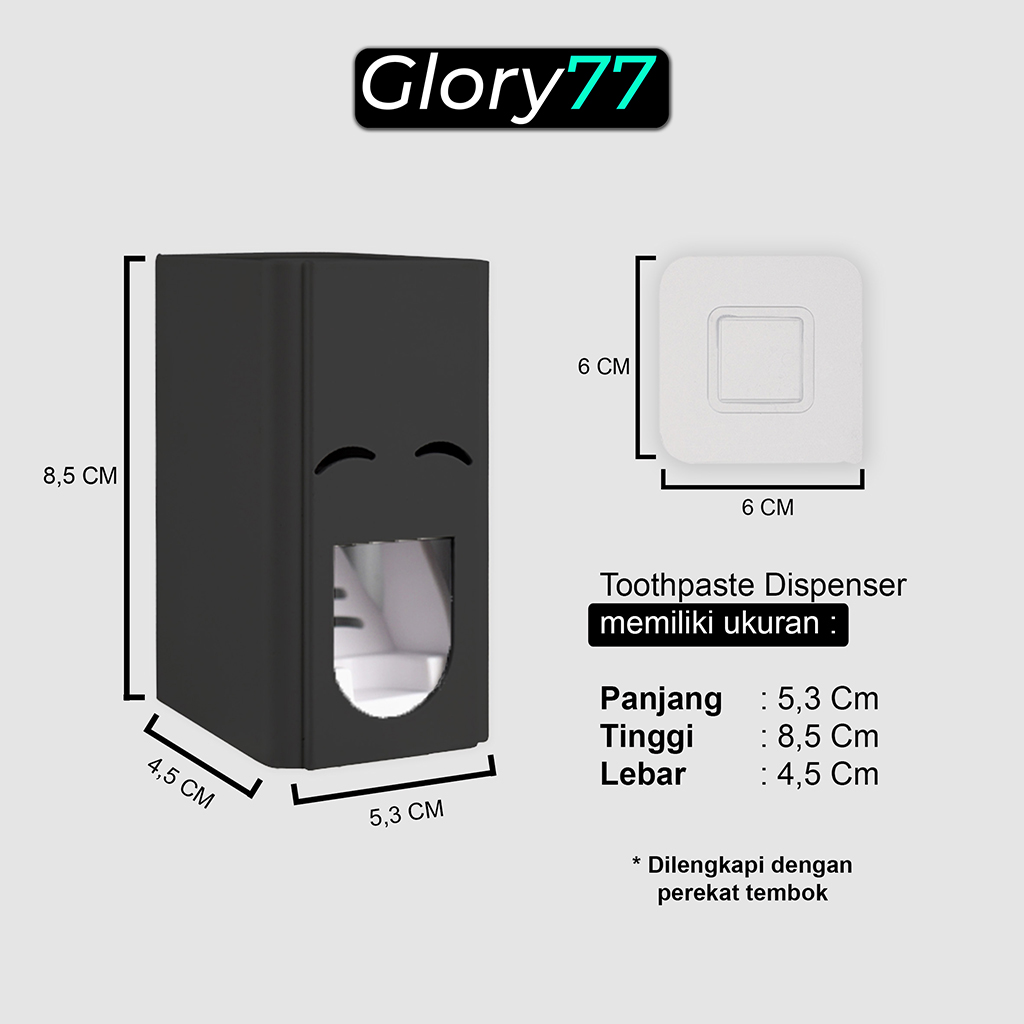 Glory77
8,5 CM
4,5 CM
5,3 CM
6 CM
6 CM
Toothpaste Dispenser
memiliki ukuran :
Panjang : 5,3 Cm
Tinggi : 8,5 Cm
Lebar : 4,5 Cm
* Dilengkapi dengan
perekat tembok